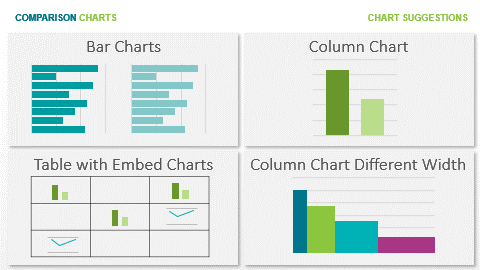 COMPARISON CHARTS
CHART SUGGESTIONS
Bar Charts
Column Chart
Table with Embed Charts
Column Chart Different Width